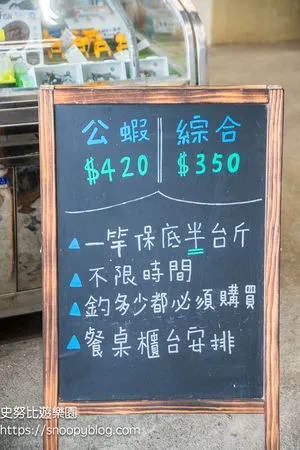 公蝦 綜合
$420 $350
一竿保底半台斤
不限時間
釣多少都必須購買
餐桌櫃台安排
史努比遊樂園
https://snoopyblog.com/